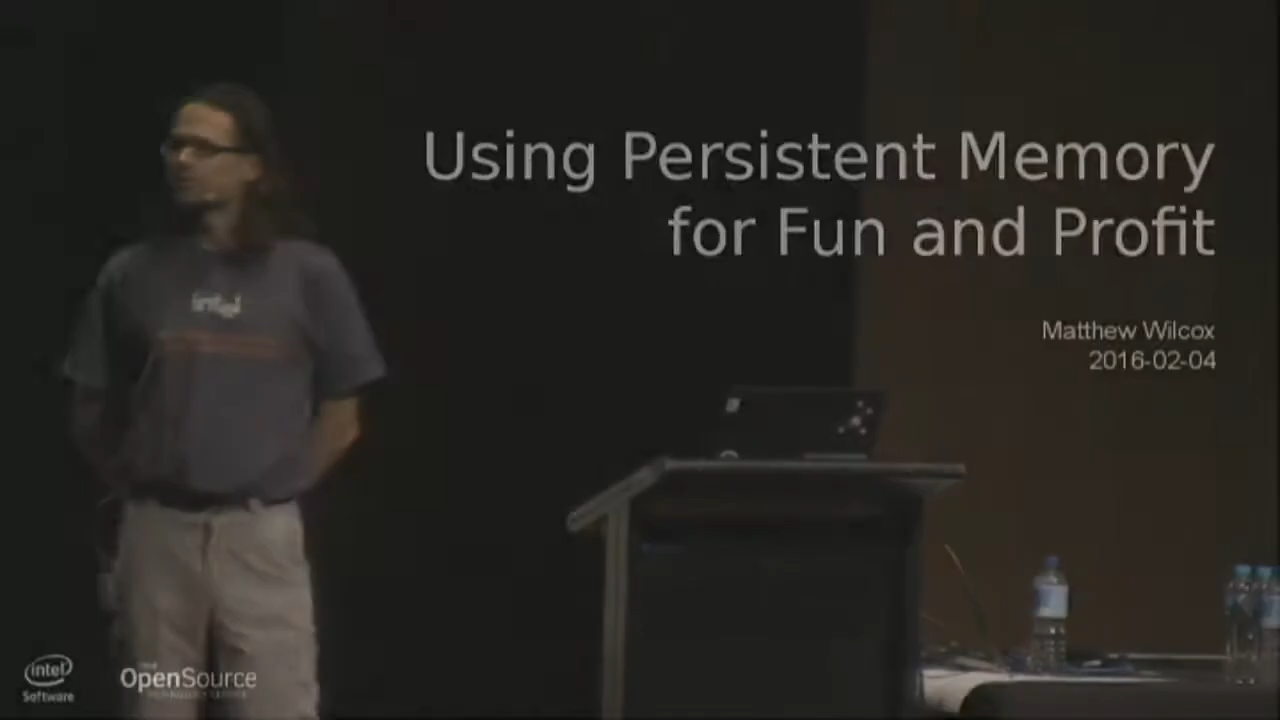 Using Persistent Memory
for Fun and Profit
Matthew Wilcox
2016-02-04
intel
intel
Software
OpenSource